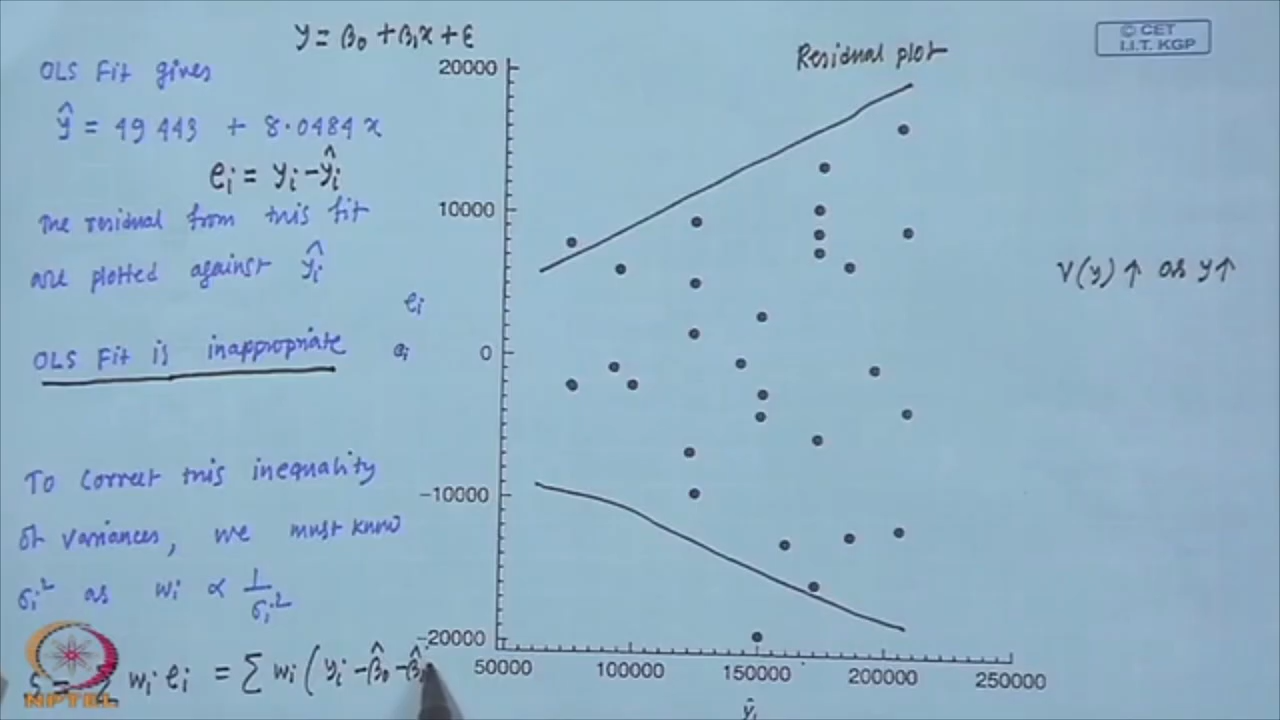 y = β₀ + β₁x + ε
© CET
I.I.T. KGP
OLS Fit gives
ŷ = 49 443 + 8.0484 x
eᵢ = yᵢ - ŷᵢ
The residual from this fit
are plotted against ŷᵢ
OLS Fit is inappropriate
To correct this inequality
of variances, we must know
σᵢ² as wᵢ ∝ 1/σᵢ²
S = Σ wᵢ eᵢ = Σ wᵢ ( yᵢ - β̂₀ - β̂₁
NPTEL
Residual plot
eᵢ
eᵢ
20000
10000
0
-10000
-20000
50000 100000 150000 200000 250000
ŷᵢ
V(y) ↑ as y ↑